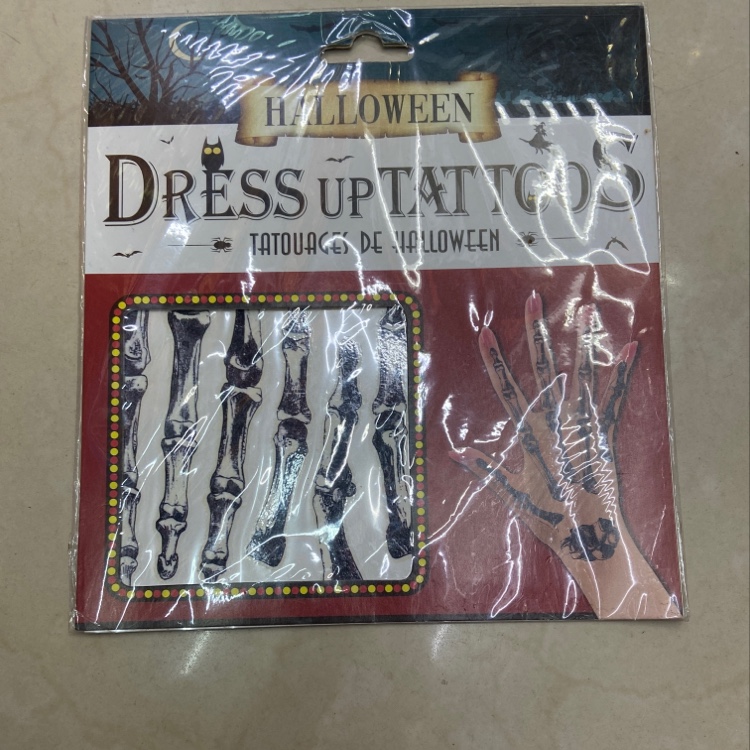 HALLOWEEN
DRESS UP TATTOOS
TATOUAGES DE HALLOWEEN